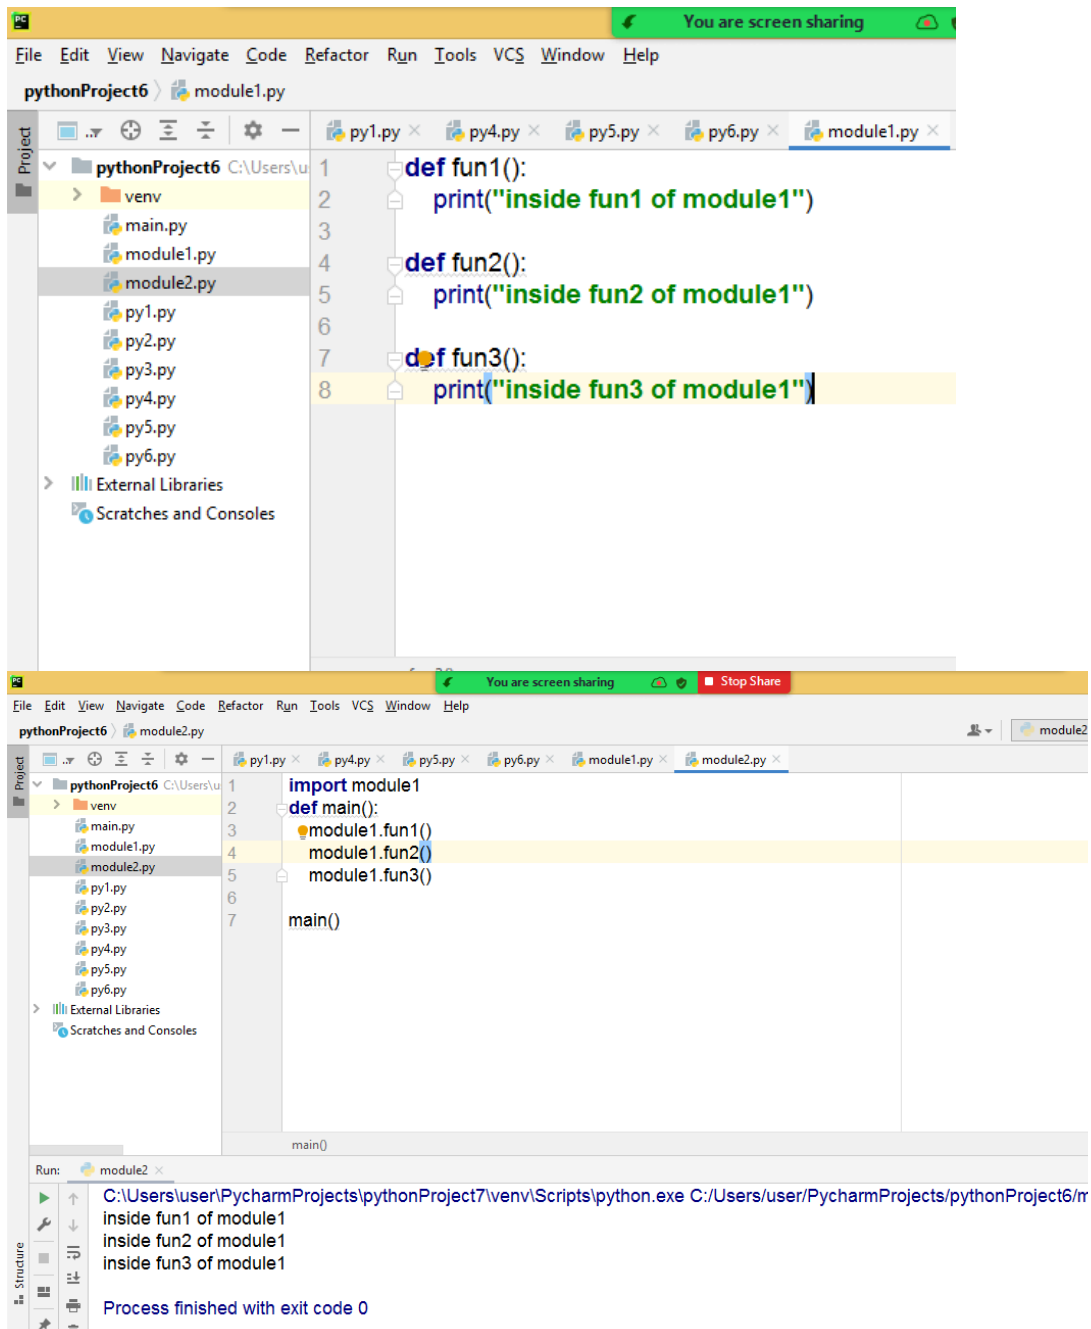 PC You are screen sharing
File Edit View Navigate Code Refactor Run Tools VCS Window Help
pythonProject6 module1.py
Project py1.py py4.py py5.py py6.py module1.py
pythonProject6 C:\Users\u
venv
main.py
module1.py
module2.py
py1.py
py2.py
py3.py
py4.py
py5.py
py6.py
External Libraries
Scratches and Consoles
1 def fun1():
2 print("inside fun1 of module1")
3
4 def fun2():
5 print("inside fun2 of module1")
6
7 def fun3():
8 print("inside fun3 of module1")
PC You are screen sharing Stop Share
File Edit View Navigate Code Refactor Run Tools VCS Window Help
pythonProject6 module2.py module2
Project py1.py py4.py py5.py py6.py module1.py module2.py
pythonProject6 C:\Users\u
venv
main.py
module1.py
module2.py
py1.py
py2.py
py3.py
py4.py
py5.py
py6.py
External Libraries
Scratches and Consoles
1 import module1
2 def main():
3 module1.fun1()
4 module1.fun2()
5 module1.fun3()
6
7 main()
main()
Run: module2
C:\Users\user\PycharmProjects\pythonProject7\venv\Scripts\python.exe C:/Users/user/PycharmProjects/pythonProject6/m
inside fun1 of module1
inside fun2 of module1
inside fun3 of module1
Process finished with exit code 0
Structure